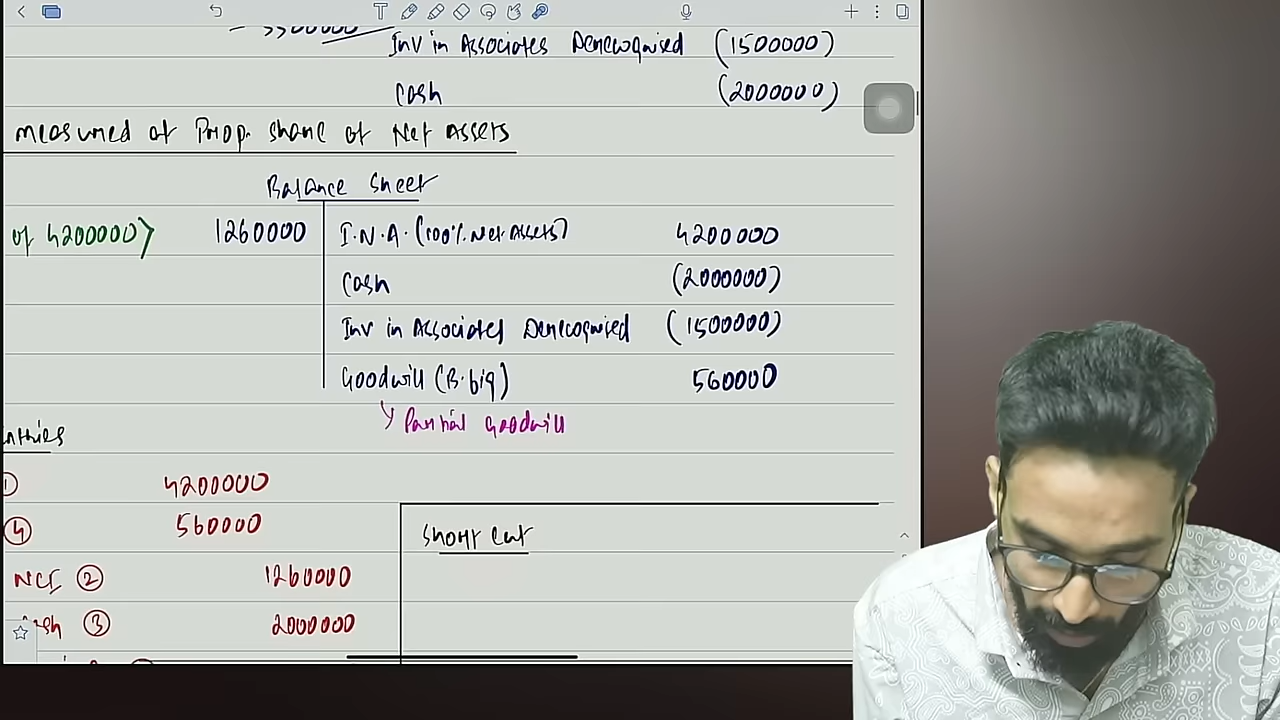 Inv in Associates Derecognised (1500000)
Cash (2000000)
measured at Prop. share of Net Assets
Balance Sheet
of 4200000> 1260000 I.N.A. (100% Net Assets) 4200000
Cash (2000000)
Inv in Associates Derecognised (1500000)
Goodwill (B.fig) 560000
Partial Goodwill
① 4200000
④ 560000
Short cut
NCI ② 1260000
③ 2000000